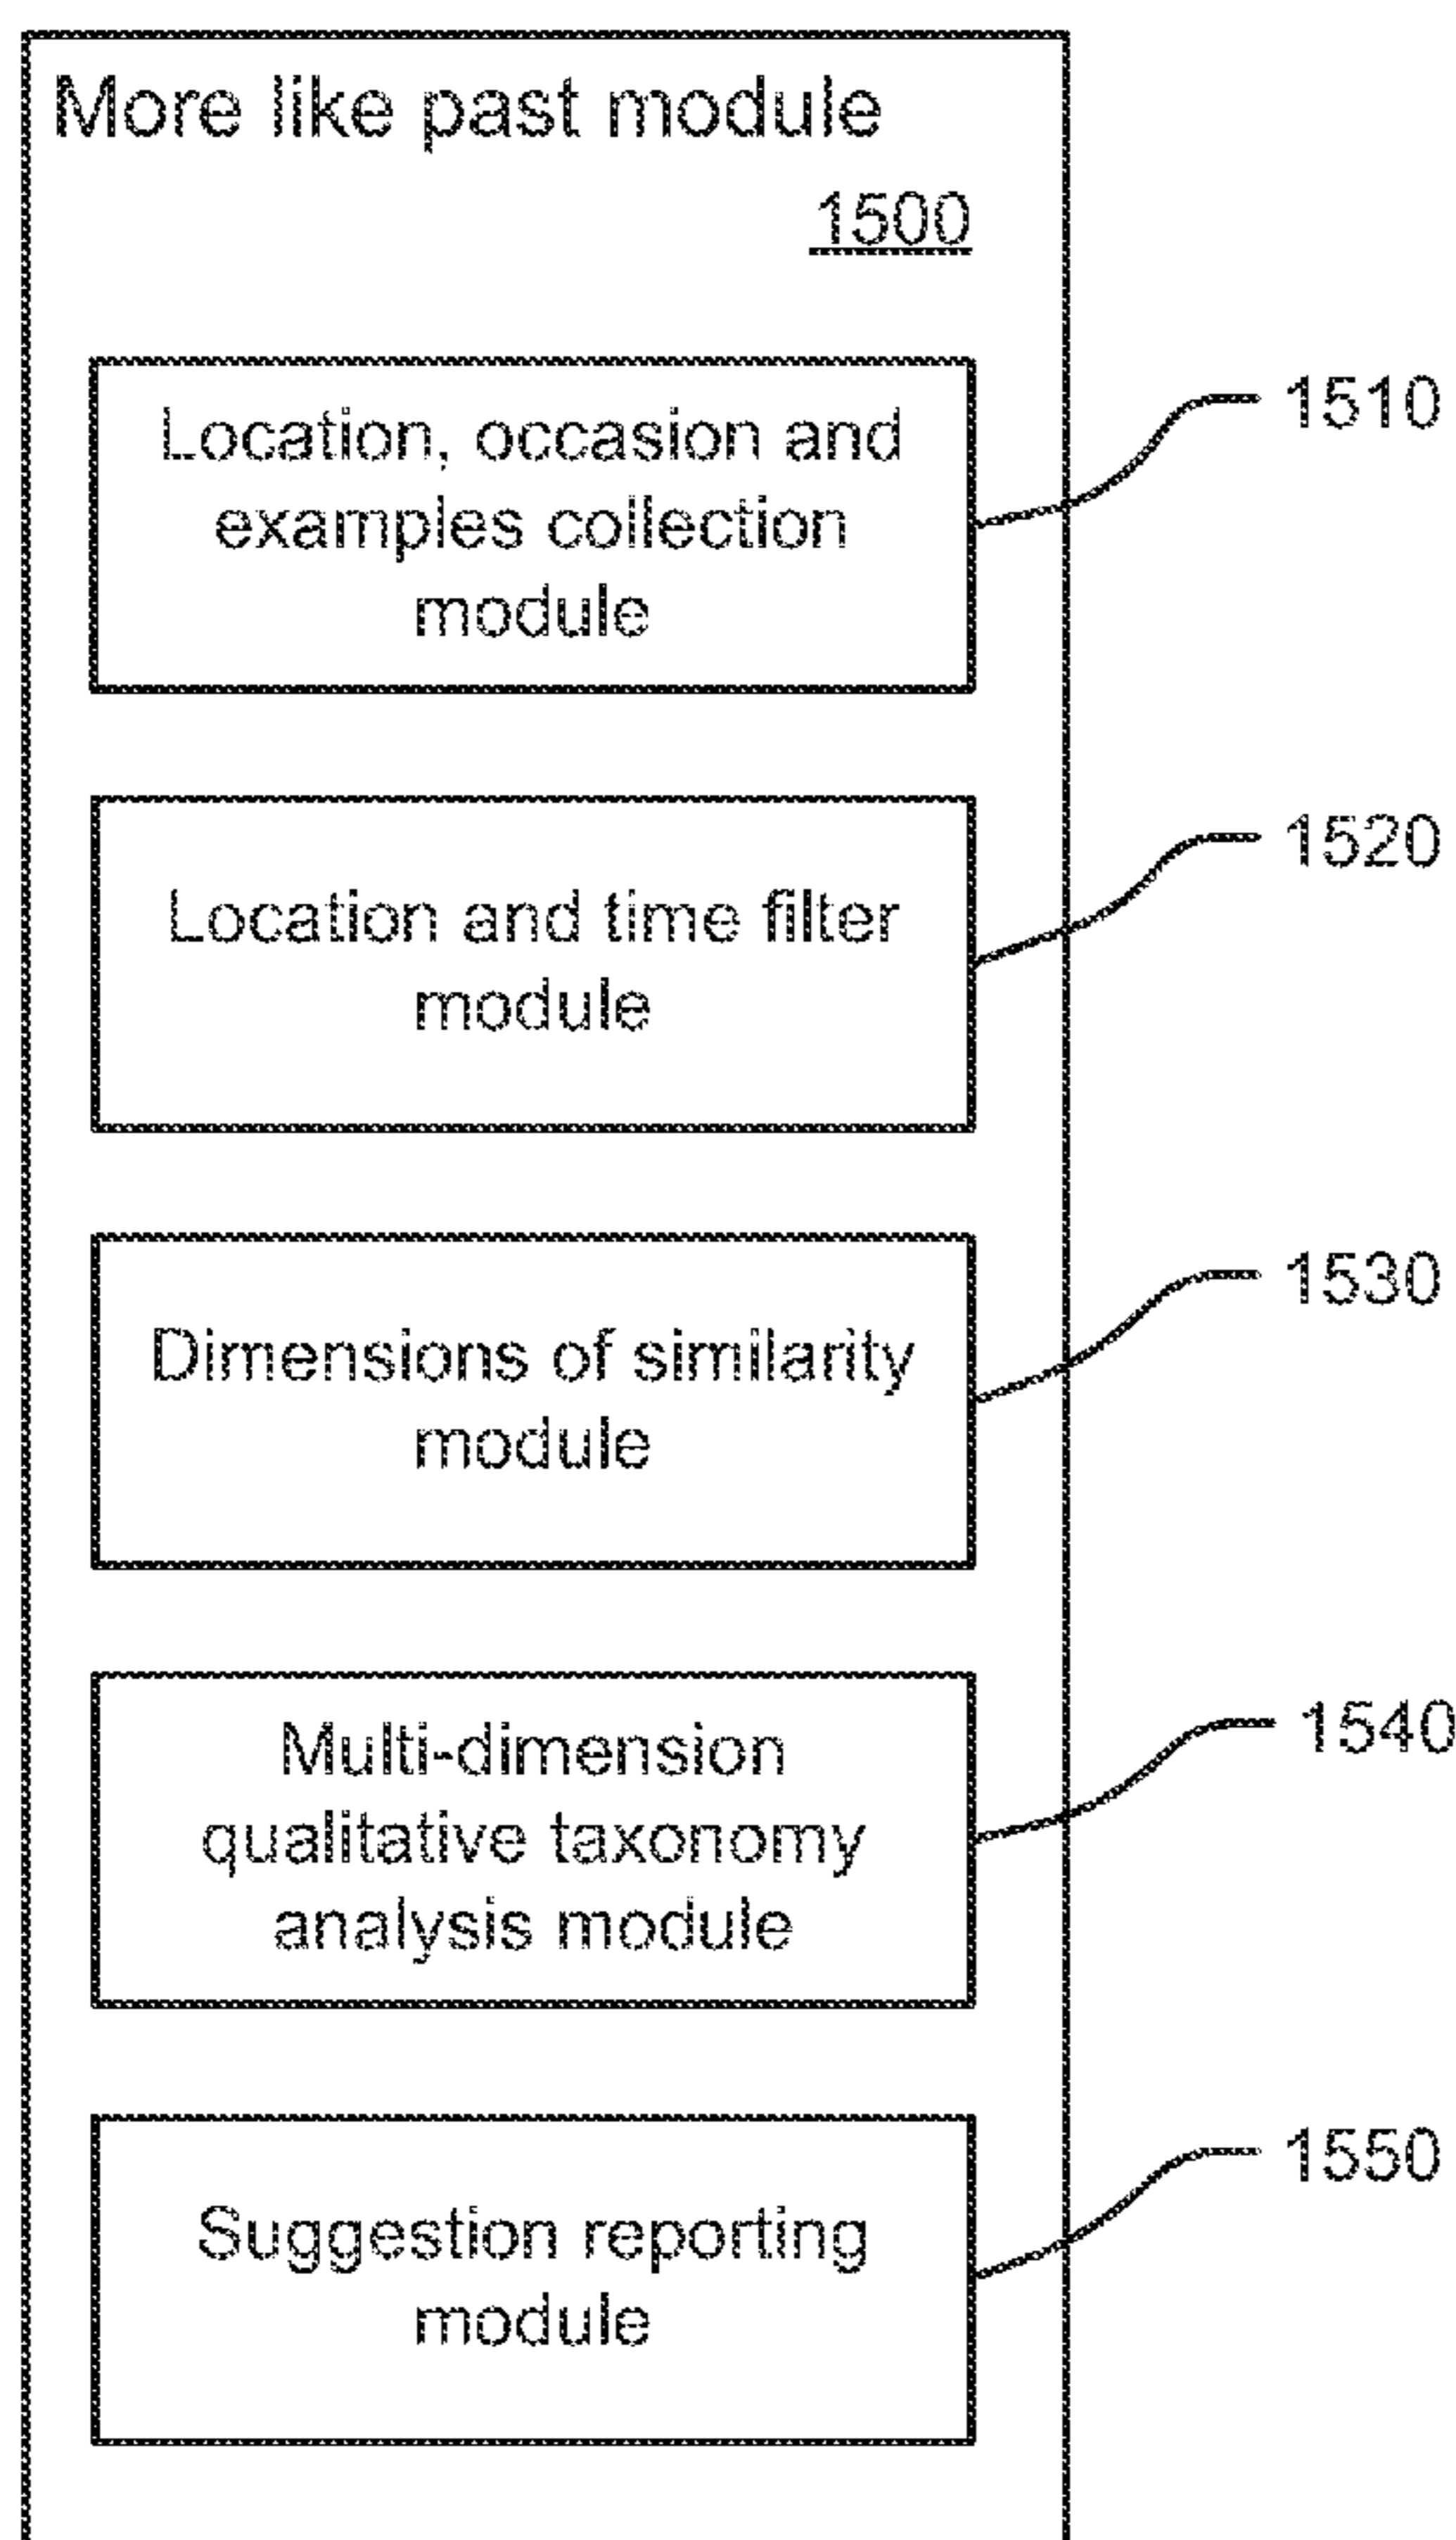 More like past module
1500
Location, occasion and
examples collection
module
1510
Location and time filter
module
1520
Dimensions of similarity
module
1530
Multi-dimension
qualitative taxonomy
analysis module
1540
Suggestion reporting
module
1550